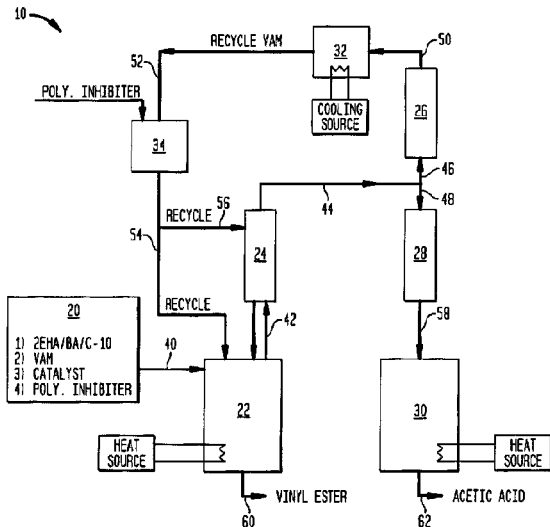 10
RECYCLE VAM
50
52
32
POLY. INHIBITER
COOLING
SOURCE
26
34
46
48
44
RECYCLE
56
54
24
28
RECYCLE
42
58
20
1) 2EHA/BA/C-10
2) VAM
3) CATALYST
4) POLY. INHIBITER
40
22
30
HEAT
SOURCE
HEAT
SOURCE
VINYL ESTER
60
ACETIC ACID
62